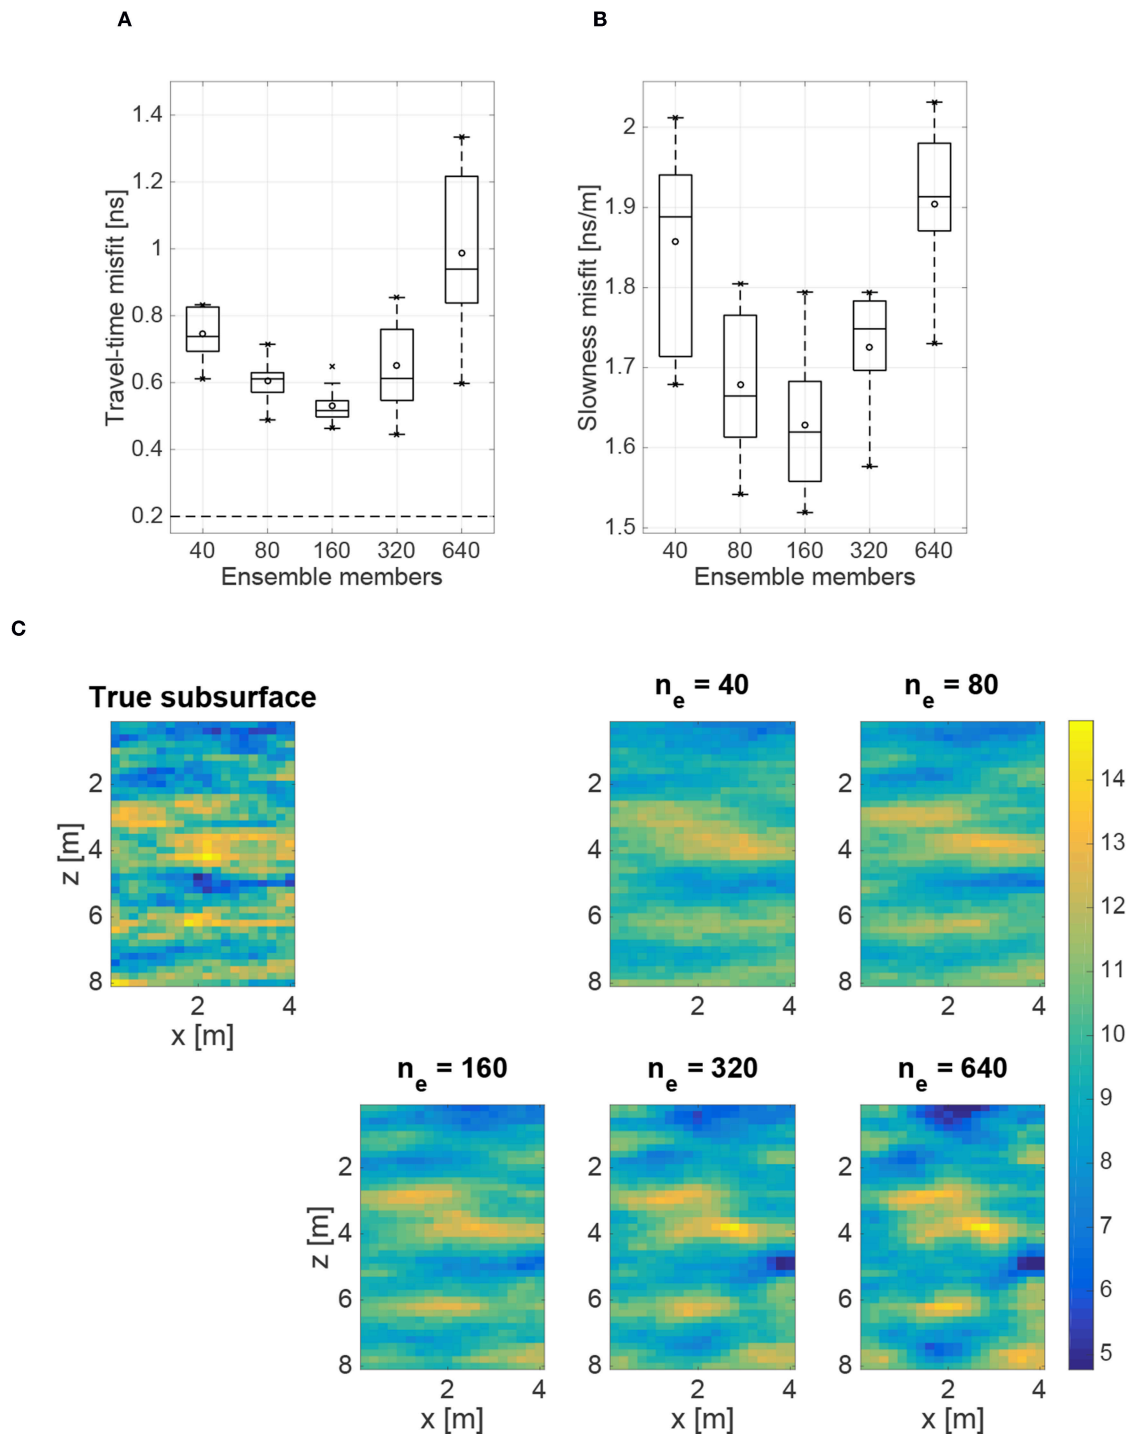 A
B
1.4
1.2
1
0.8
0.6
0.4
0.2
Travel-time misfit [ns]
40 80 160 320 640
Ensemble members
2
1.9
1.8
1.7
1.6
1.5
Slowness misfit [ns/m]
40 80 160 320 640
Ensemble members
C
True subsurface
2
4
6
8
z [m]
2 4
x [m]
n_e = 40
2
4
6
8
2 4
n_e = 80
2
4
6
8
2 4
14
13
12
11
10
9
8
7
6
5
n_e = 160
2
4
6
8
2 4
x [m]
n_e = 320
z [m]
2
4
6
8
2 4
x [m]
n_e = 640
2
4
6
8
2 4
x [m]